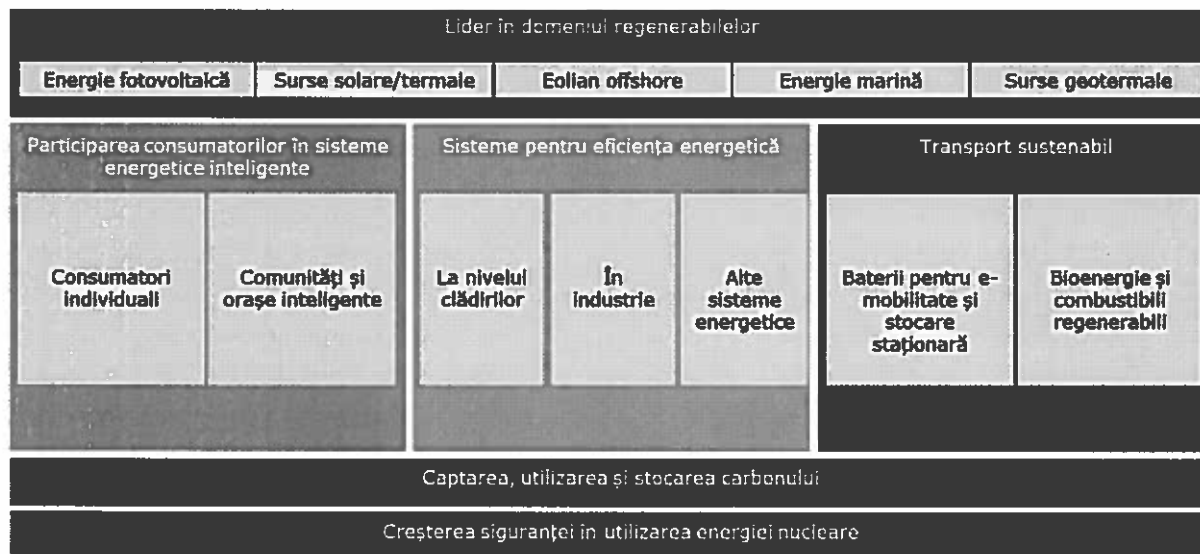 Lider în domeniul regenerabilelor
Energie fotovoltaică
Surse solare/termale
Eolian offshore
Energie marină
Surse geotermale
Participarea consumatorilor în sisteme
energetice inteligente
Consumatori
individuali
Comunități și
orașe inteligente
Sisteme pentru eficiența energetică
La nivelul
clădirilor
În
industrie
Alte
sisteme
energetice
Transport sustenabil
Baterii pentru e-
mobilitate și
stocare
staționară
Bioenergie și
combustibili
regenerabili
Captarea, utilizarea și stocarea carbonului
Creșterea siguranței în utilizarea energiei nucleare